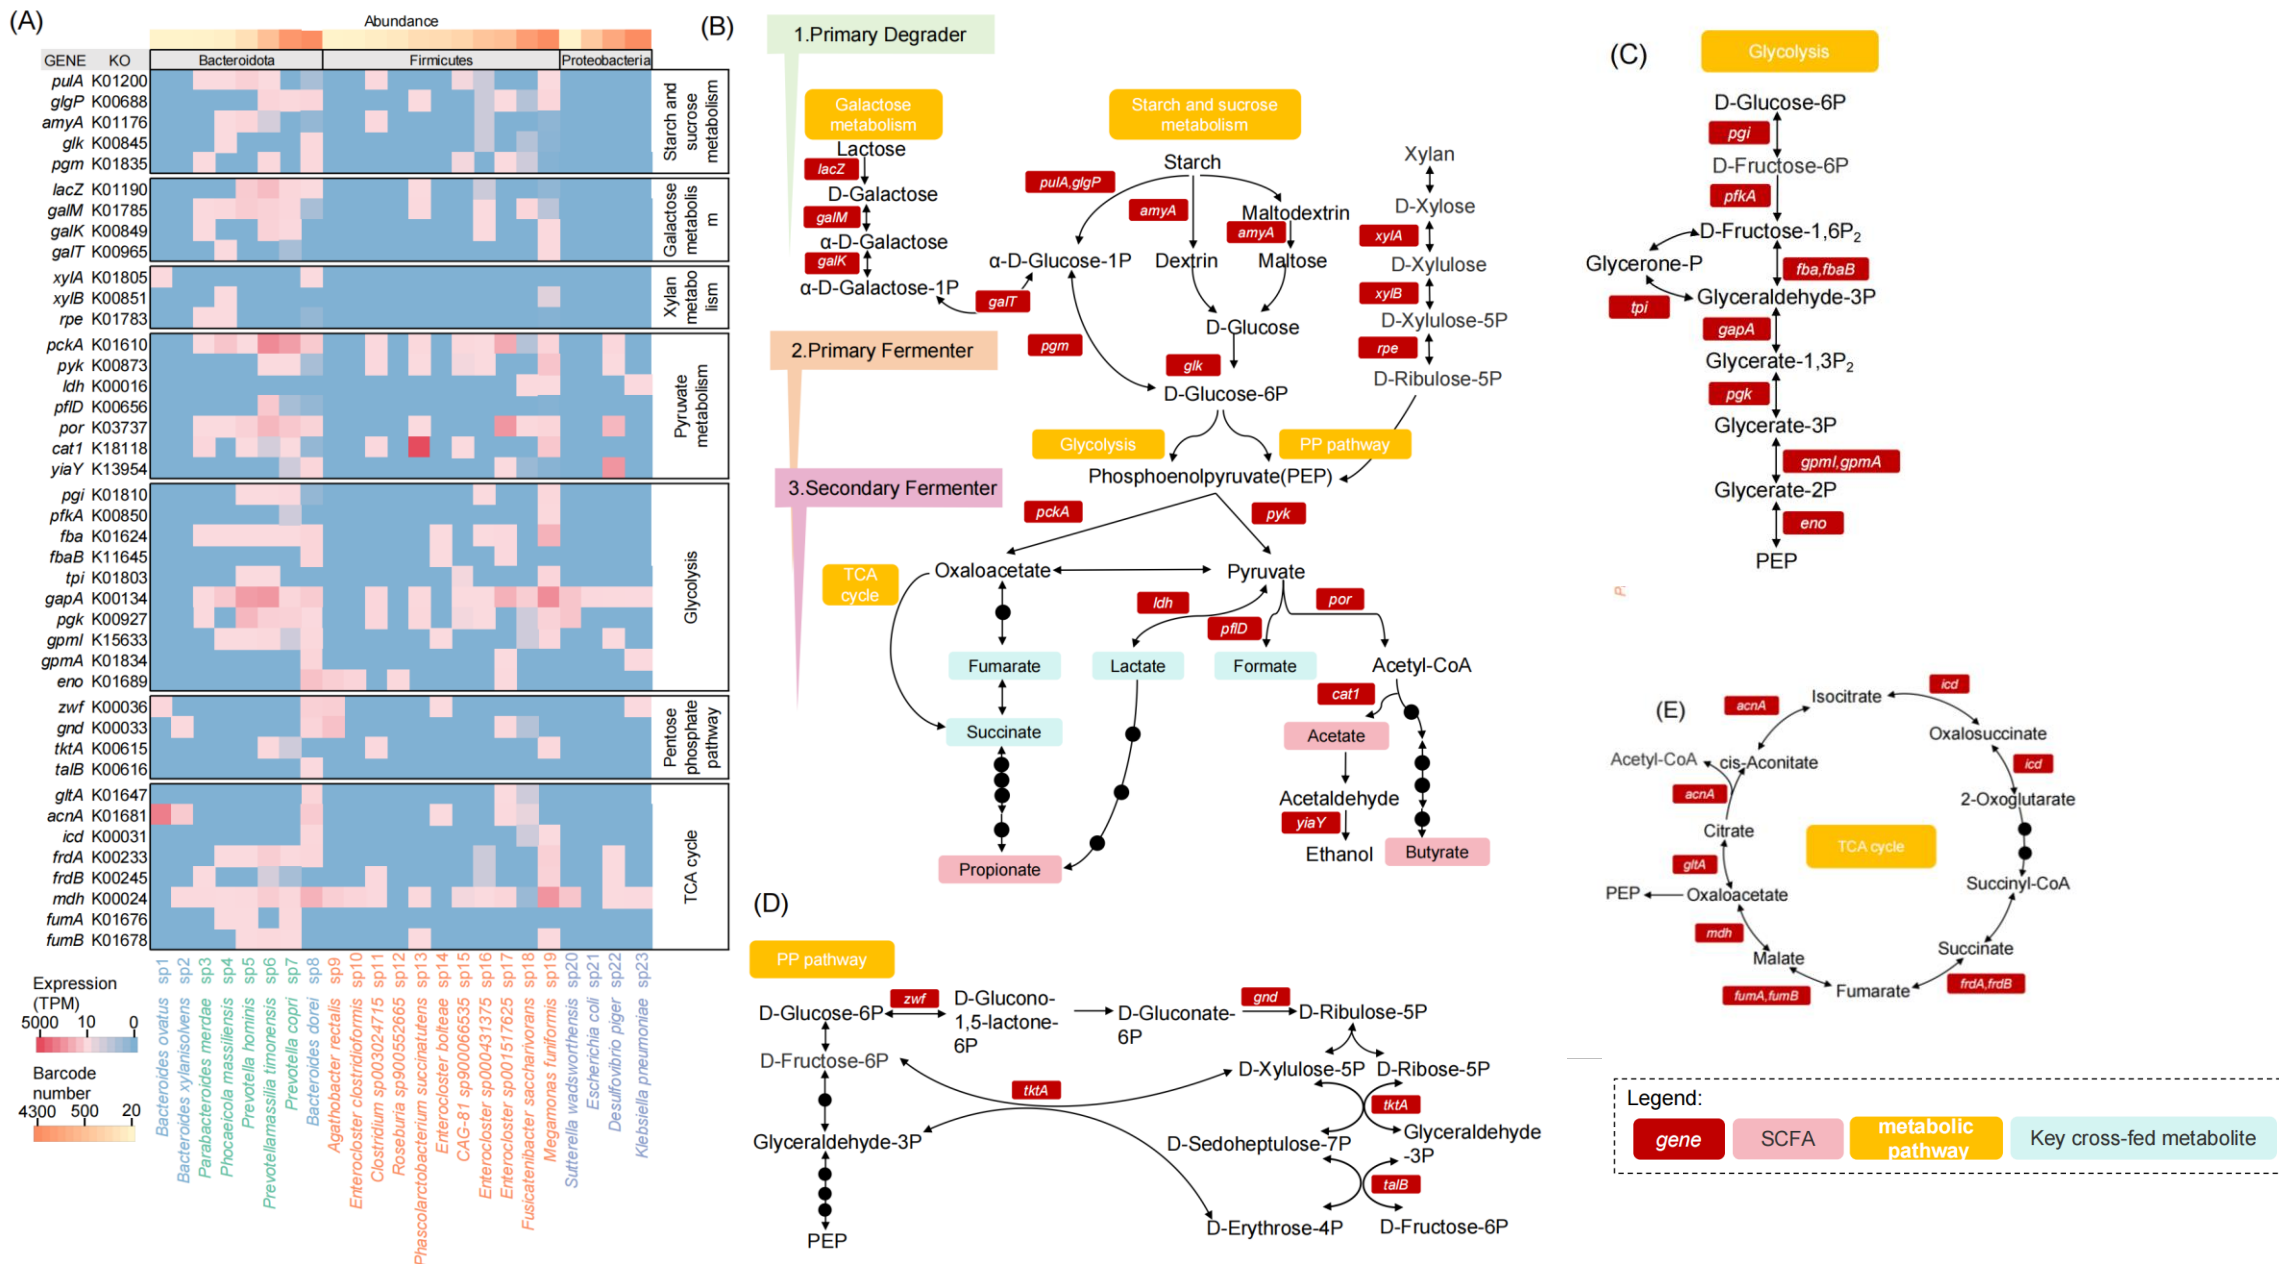 (A)
Abundance
GENE KO Bacteroidota Firmicutes Proteobacteria
pulA K01200
glgP K00688
amyA K01176
glk K00845
pgm K01835
Starch and
sucrose
metabolism
lacZ K01190
galM K01785
galK K00849
galT K00965
Galactose
metabolis
m
xylA K01805
xylB K00851
rpe K01783
Xylan
metabo
lism
pckA K01610
pyk K00873
ldh K00016
pflD K00656
por K03737
cat1 K18118
yiaY K13954
Pyruvate
metabolism
pgi K01810
pfkA K00850
fba K01624
fbaB K11645
tpi K01803
gapA K00134
pgk K00927
gpmI K15633
gpmA K01834
eno K01689
Glycolysis
zwf K00036
gnd K00033
tktA K00615
talB K00616
Pentose
phosphate
pathway
gltA K01647
acnA K01681
icd K00031
frdA K00233
frdB K00245
mdh K00024
fumA K01676
fumB K01678
TCA cycle
Expression
(TPM)
5000 10 0
Barcode
number
4300 500 20
Bacteroides ovatus sp1
Bacteroides xylanisolvens sp2
Parabacteroides merdae sp3
Phocaeicola massiliensis sp4
Prevotella hominis sp5
Prevotellamassilia timonensis sp6
Prevotella copri sp7
Bacteroides dorei sp8
Agathobacter rectalis sp9
Enterocloster clostridioformis sp10
Clostridium sp003024715 sp11
Roseburia sp900552665 sp12
Phascolarctobacterium succinatutens sp13
Enterocloster bolteae sp14
CAG-81 sp900066535 sp15
Enterocloster sp000431375 sp16
Enterocloster sp001517625 sp17
Fusicatenibacter saccharivorans sp18
Megamonas funiformis sp19
Sutterella wadsworthensis sp20
Escherichia coli sp21
Desulfovibrio piger sp22
Klebsiella pneumoniae sp23
(B)
1.Primary Degrader
2.Primary Fermenter
3.Secondary Fermenter
Galactose
metabolism
Lactose
lacZ
D-Galactose
galM
α-D-Galactose
galK
α-D-Galactose-1P
galT
Starch and sucrose
metabolism
Starch
pulA,glgP
amyA
Maltodextrin
amyA
α-D-Glucose-1P
Dextrin
Maltose
D-Glucose
pgm
glk
D-Glucose-6P
Xylan
D-Xylose
xylA
D-Xylulose
xylB
D-Xylulose-5P
rpe
D-Ribulose-5P
Glycolysis
PP pathway
Phosphoenolpyruvate(PEP)
pckA
pyk
TCA
cycle
Oxaloacetate
Pyruvate
ldh
pflD
por
Fumarate
Lactate
Formate
Acetyl-CoA
cat1
Succinate
Acetate
Acetaldehyde
yiaY
Ethanol
Butyrate
Propionate
(C)
Glycolysis
D-Glucose-6P
pgi
D-Fructose-6P
pfkA
D-Fructose-1,6P2
Glycerone-P
fba,fbaB
tpi
Glyceraldehyde-3P
gapA
Glycerate-1,3P2
pgk
Glycerate-3P
gpmI,gpmA
Glycerate-2P
eno
PEP
(D)
PP pathway
D-Glucose-6P
zwf
D-Glucono-
1,5-lactone-
6P
D-Gluconate-
6P
gnd
D-Ribulose-5P
D-Fructose-6P
D-Xylulose-5P
D-Ribose-5P
tktA
tktA
Glyceraldehyde-3P
D-Sedoheptulose-7P
Glyceraldehyde
-3P
talB
D-Erythrose-4P
D-Fructose-6P
PEP
(E)
Isocitrate
icd
acnA
Oxalosuccinate
Acetyl-CoA
cis-Aconitate
icd
acnA
2-Oxoglutarate
Citrate
TCA cycle
gltA
Succinyl-CoA
PEP
Oxaloacetate
mdh
Succinate
Malate
frdA,frdB
fumA,fumB
Fumarate
Legend:
gene
SCFA
metabolic
pathway
Key cross-fed metabolite